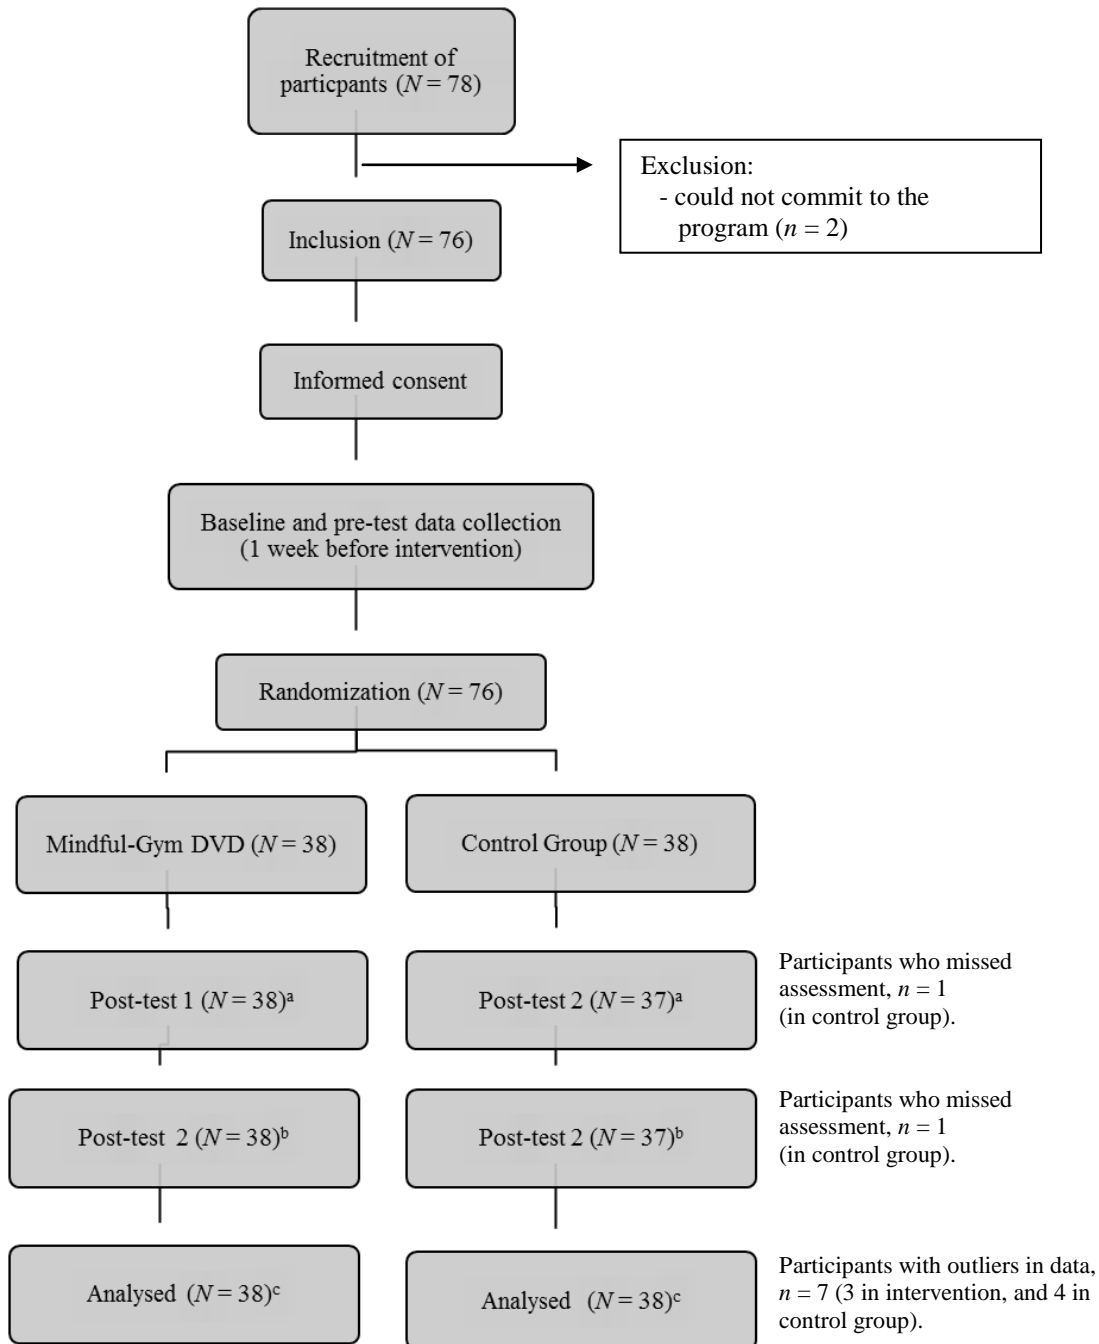 Recruitment of
particpants (N = 78)
Exclusion:
- could not commit to the
program (n = 2)
Inclusion (N = 76)
Informed consent
Baseline and pre-test data collection
(1 week before intervention)
Randomization (N = 76)
Mindful-Gym DVD (N = 38)
Control Group (N = 38)
Post-test 1 (N = 38)ᵃ
Post-test 2 (N = 37)ᵃ
Participants who missed
assessment, n = 1
(in control group).
Post-test 2 (N = 38)ᵇ
Post-test 2 (N = 37)ᵇ
Participants who missed
assessment, n = 1
(in control group).
Analysed (N = 38)ᶜ
Analysed (N = 38)ᶜ
Participants with outliers in data,
n = 7 (3 in intervention, and 4 in
control group).